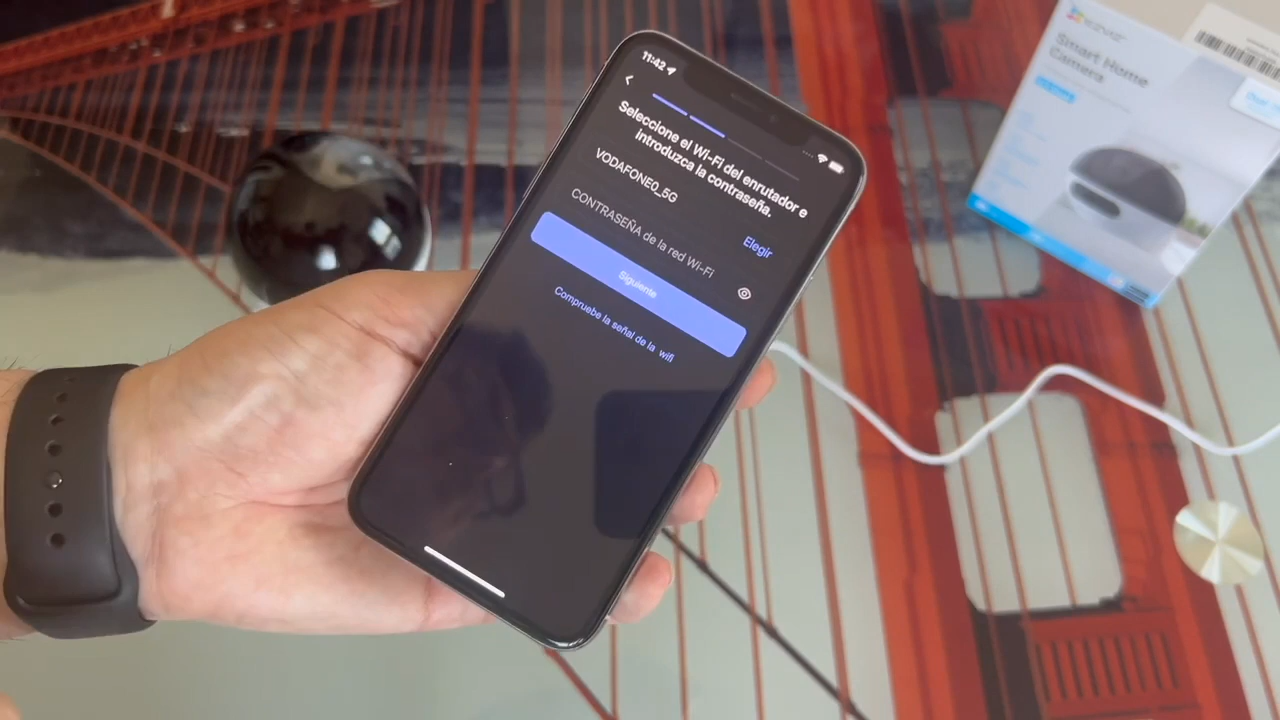 11:42
Seleccione el Wi-Fi del enrutador e
introduzca la contraseña.
VODAFONE0_5G
Elegir
CONTRASEÑA de la red Wi-Fi
Siguiente
Compruebe la señal de la wifi
EZVIZ
Smart Home
Camera